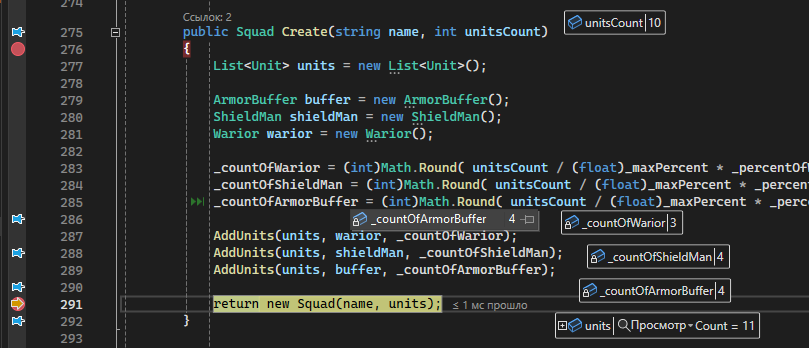 274
Ссылок: 2
275 public Squad Create(string name, int unitsCount) unitsCount 10
276 {
277 List<Unit> units = new List<Unit>();
278
279 ArmorBuffer buffer = new ArmorBuffer();
280 ShieldMan shieldMan = new ShieldMan();
281 Warior warior = new Warior();
282
283 _countOfWarior = (int)Math.Round( unitsCount / (float)_maxPercent * _percentOf
284 _countOfShieldMan = (int)Math.Round( unitsCount / (float)_maxPercent * _perce
285 _countOfArmorBuffer = (int)Math.Round( unitsCount / (float)_maxPercent * _per
286 _countOfArmorBuffer 4 _countOfWarior 3
287 AddUnits(units, warior, _countOfWarior);
288 AddUnits(units, shieldMan, _countOfShieldMan); _countOfShieldMan 4
289 AddUnits(units, buffer, _countOfArmorBuffer);
290 _countOfArmorBuffer 4
291 return new Squad(name, units); ≤ 1 мс прошло
292 } units Просмотр Count = 11
293